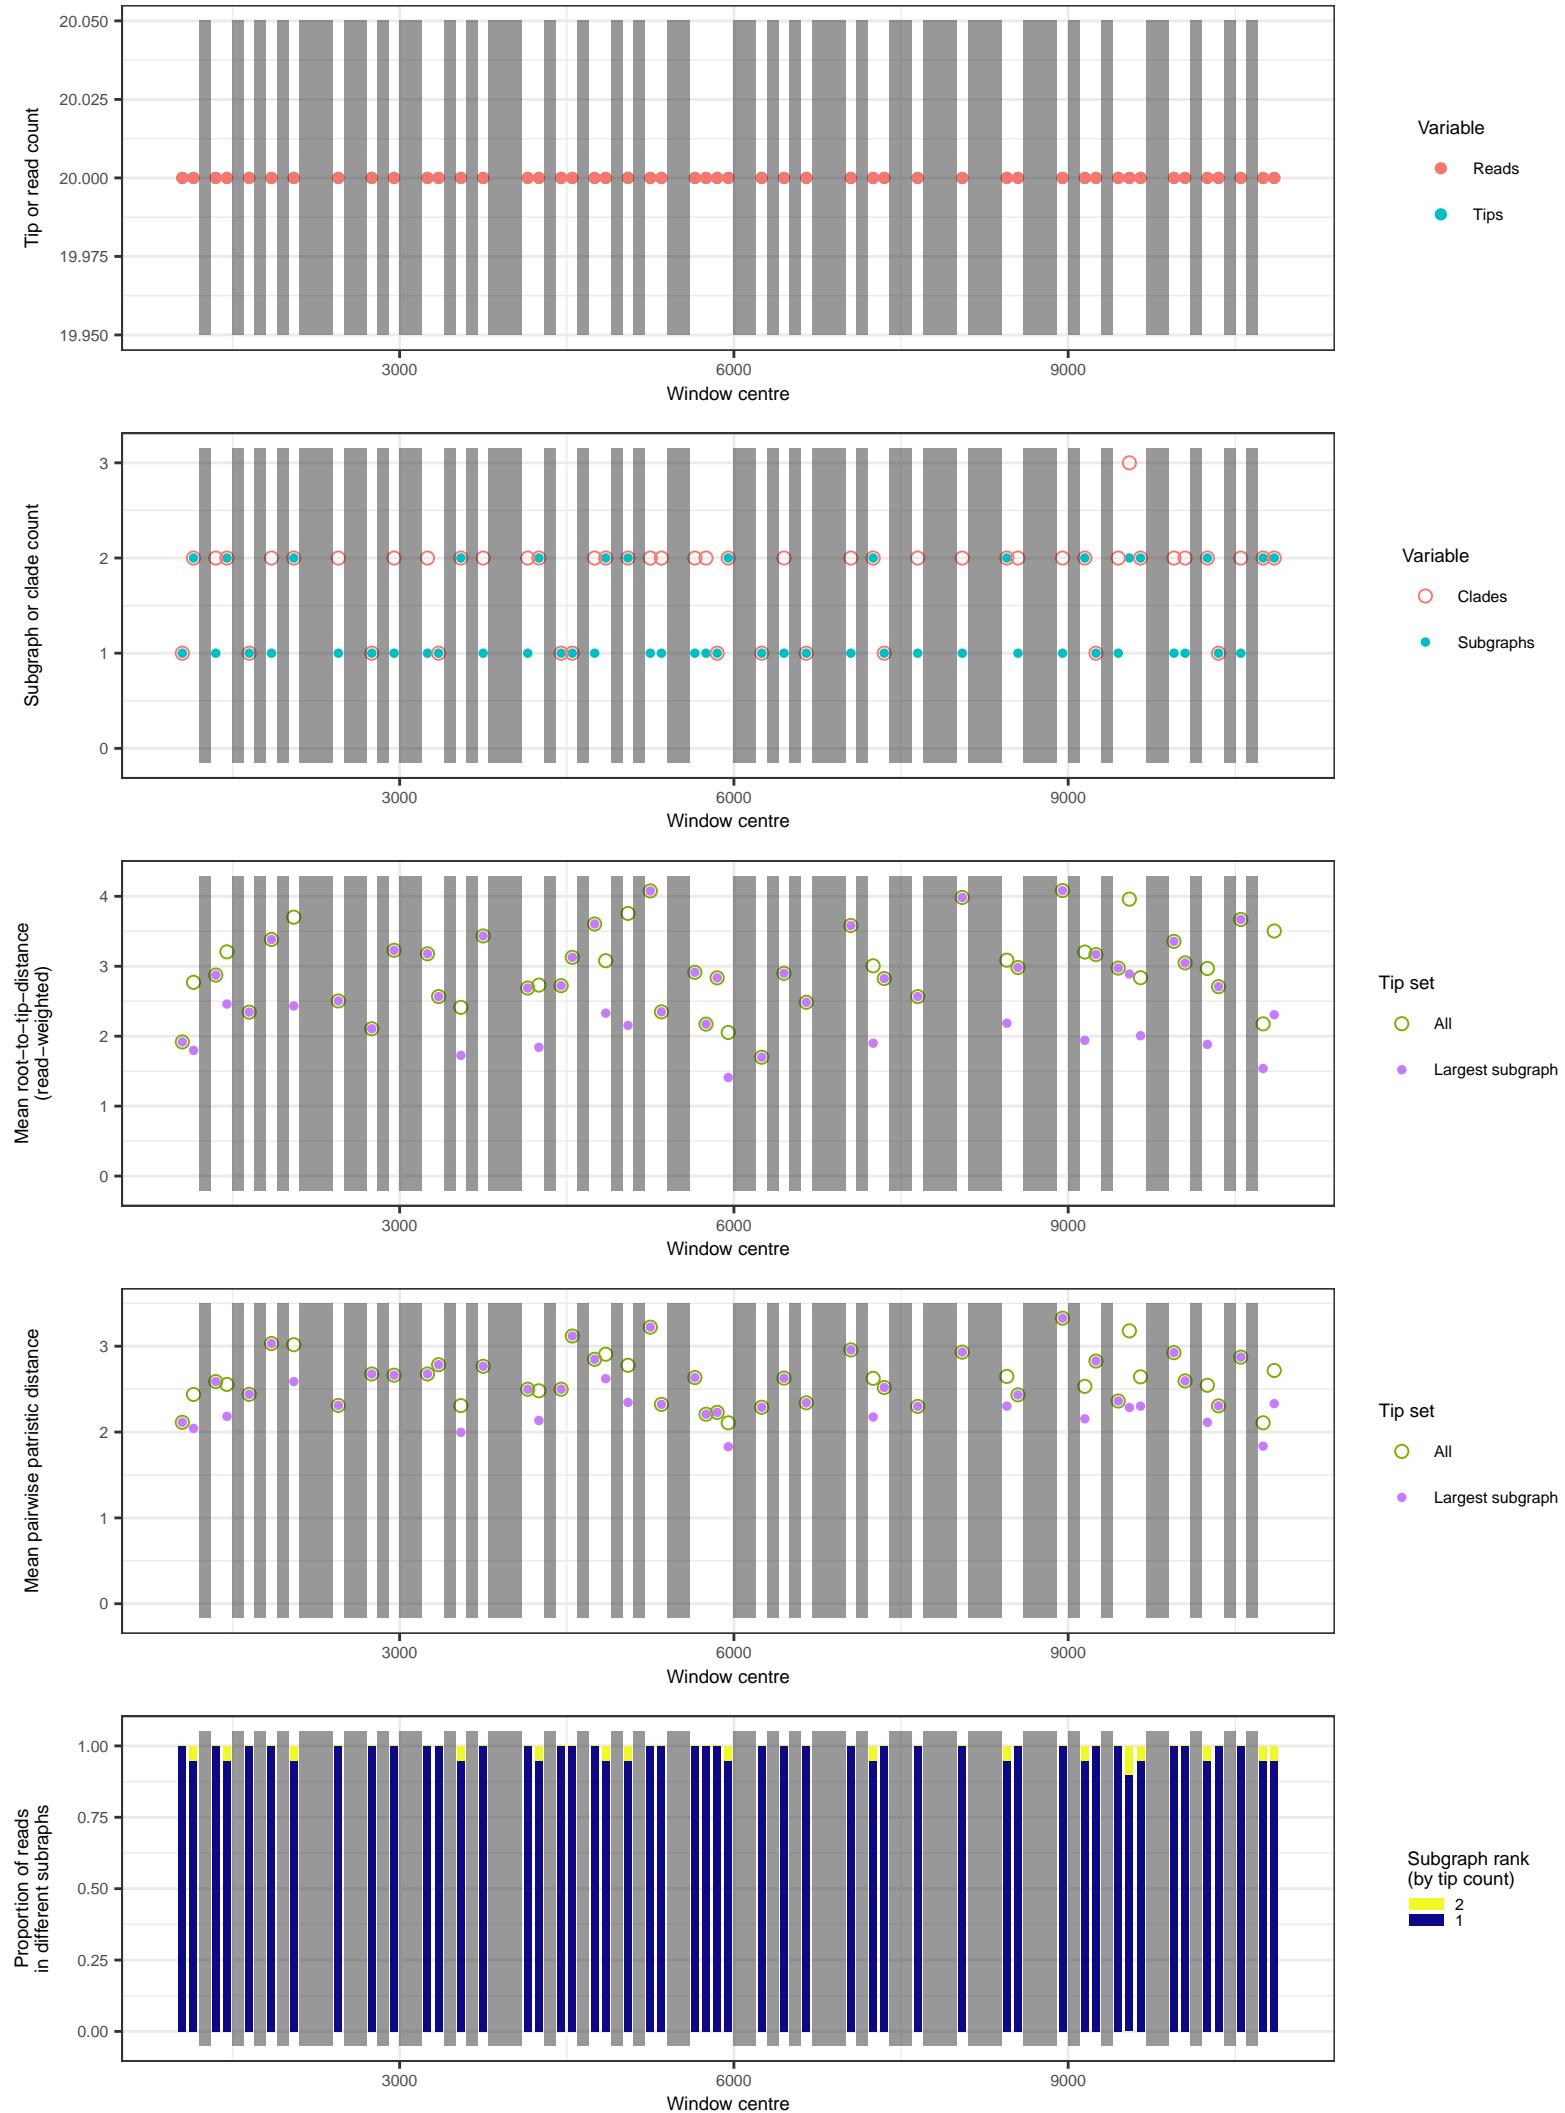 20.050
20.025
20.000
19.975
19.950
Tip or read count
3000
6000
9000
Window centre
Variable
Reads
Tips
3
2
1
0
Subgraph or clade count
3000
6000
9000
Window centre
Variable
Clades
Subgraphs
4
3
2
1
0
Mean root−to−tip−distance
(read−weighted)
3000
6000
9000
Window centre
Tip set
All
Largest subgraph
3
2
1
0
Mean pairwise patristic distance
3000
6000
9000
Window centre
Tip set
All
Largest subgraph
1.00
0.75
0.50
0.25
0.00
Proportion of reads
in different subraphs
3000
6000
9000
Window centre
Subgraph rank
(by tip count)
2
1